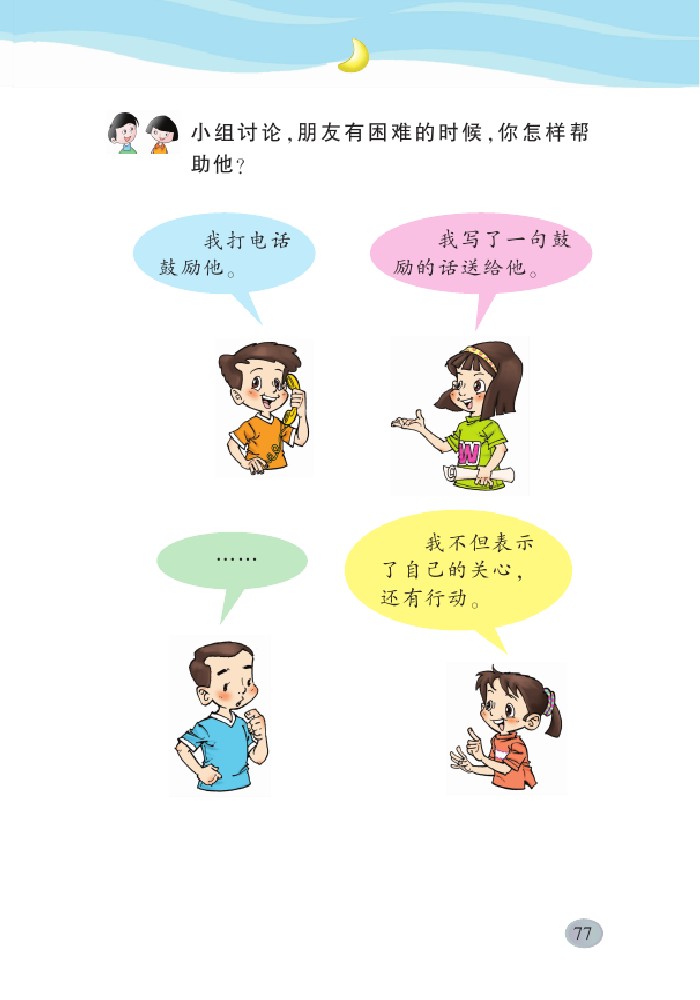 小组讨论，朋友有困难的时候，你怎样帮
助他？
我打电话
鼓励他。
我写了一句鼓
励的话送给他。
……
我不但表示
了自己的关心，
还有行动。
W
77